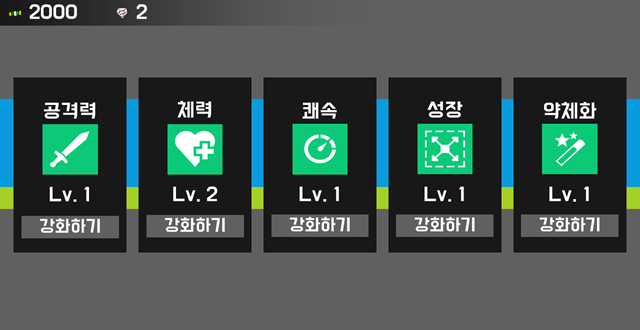 2000 2
공격력 체력 쾌속 성장 약체화
Lv. 1 Lv. 2 Lv. 1 Lv. 1 Lv. 1
강화하기 강화하기 강화하기 강화하기 강화하기